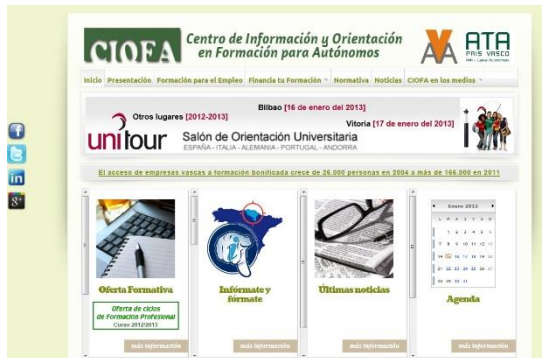 CIOFA
Centro de Información y Orientación
en Formación para Autónomos
ATA
PAIS VASCO
Inicio Presentación Formación para el Empleo Financia tu Formación Normativa Noticias CIOFA en los medios
Bilbao [16 de enero del 2013]
Otros lugares [2012-2013]
Vitoria [17 de enero del 2013]
unitour
Salón de Orientación Universitaria
ESPAÑA - ITALIA - ALEMANIA - PORTUGAL - ANDORRA
El acceso de empresas vascas a formación bonificada crece de 26.000 personas en 2004 a más de 166.000 en 2011
Oferta Formativa
Oferta de ciclos
de Formación Profesional
Curso 2012/2013
más información
Infórmate y
fórmate
más información
Últimas noticias
más información
Enero 2013
Agenda
más información